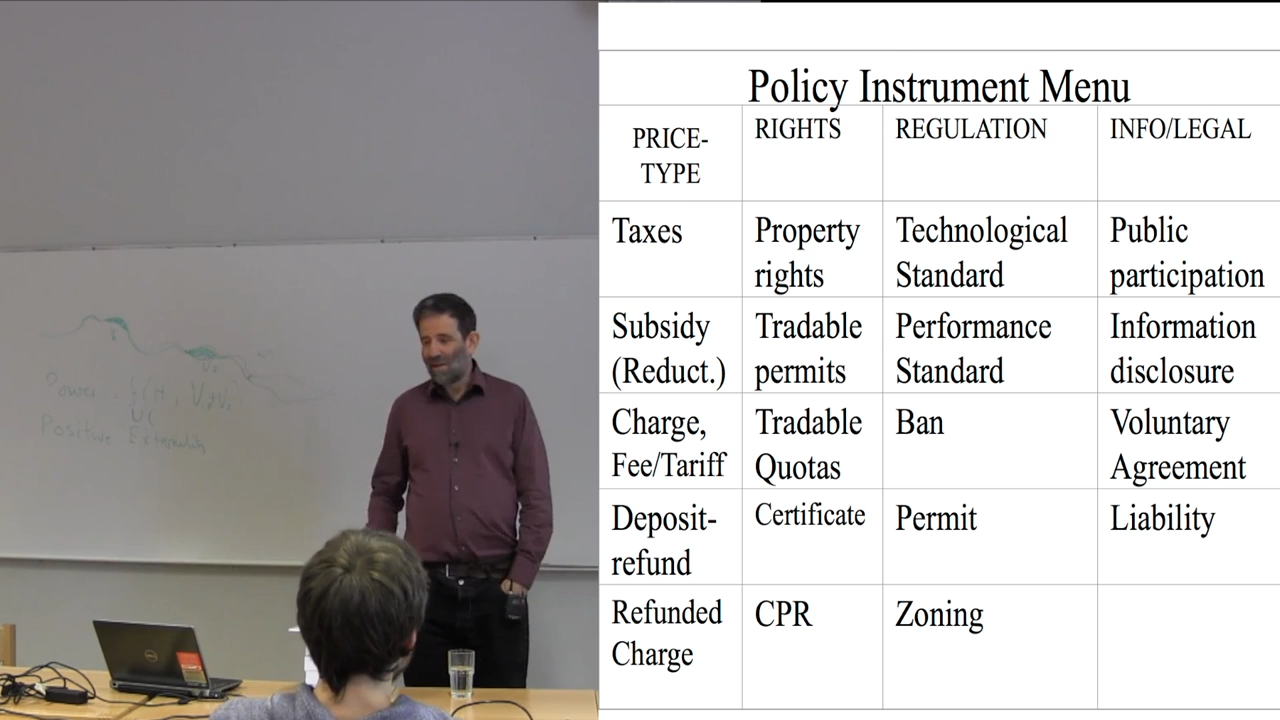 Policy Instrument Menu
PRICE-
TYPE
RIGHTS
REGULATION
INFO/LEGAL
Taxes
Property
rights
Technological
Standard
Public
participation
Subsidy
(Reduct.)
Tradable
permits
Performance
Standard
Information
disclosure
Charge,
Fee/Tariff
Tradable
Quotas
Ban
Voluntary
Agreement
Deposit-
refund
Certificate
Permit
Liability
Refunded
Charge
CPR
Zoning
Power
Positive